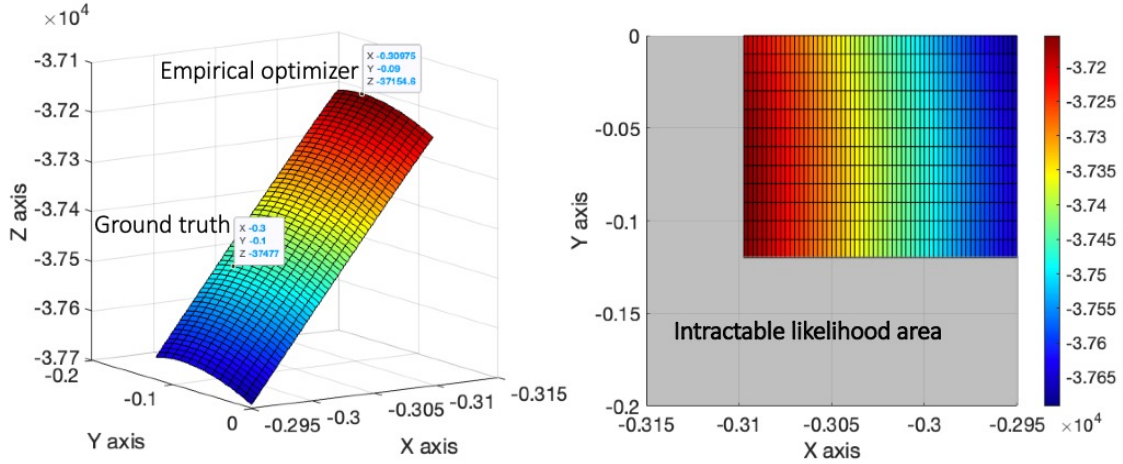 ×10⁴
-3.71
-3.72
-3.73
-3.74
-3.75
-3.76
-3.77
Z axis
Empirical optimizer
X -0.30975
Y -0.09
Z -37154.6
Ground truth
X -0.3
Y -0.1
Z -37477
-0.2
-0.1
0
Y axis
-0.295
-0.3
-0.305
-0.31
-0.315
X axis
0
-0.05
-0.1
-0.15
-0.2
Y axis
Intractable likelihood area
-0.315
-0.31
-0.305
-0.3
-0.295
X axis
-3.72
-3.725
-3.73
-3.735
-3.74
-3.745
-3.75
-3.755
-3.76
-3.765
×10⁴